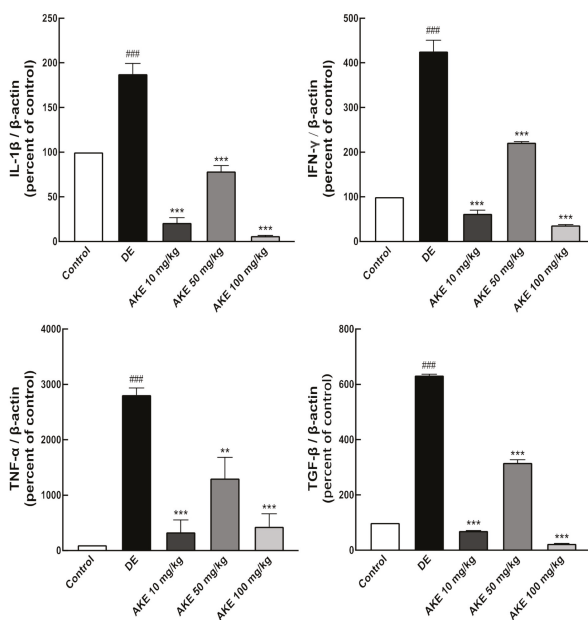 IL-1β / β-actin
(percent of control)
250
200
150
100
50
0
###
***
***
***
Control
DE
AKE 10 mg/kg
AKE 50 mg/kg
AKE 100 mg/kg
IFN-γ / β-actin
(percent of control)
500
400
300
200
100
0
###
***
***
***
Control
DE
AKE 10 mg/kg
AKE 50 mg/kg
AKE 100 mg/kg
TNF-α / β-actin
(percent of control)
4000
3000
2000
1000
0
###
***
**
***
Control
DE
AKE 10 mg/kg
AKE 50 mg/kg
AKE 100 mg/kg
TGF-β / β-actin
(percent of control)
800
600
400
200
0
###
***
***
***
Control
DE
AKE 10 mg/kg
AKE 50 mg/kg
AKE 100 mg/kg